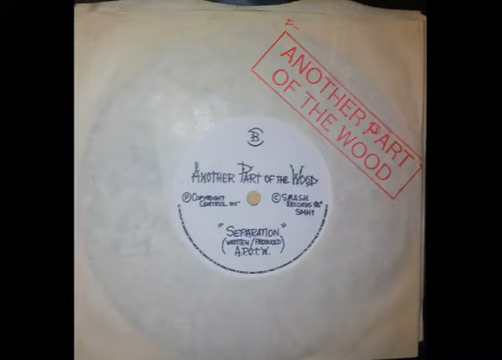 ANOTHER PART
OF THE WOOD
B
ANOTHER PART OF THE WOOD
Ⓟ COPYRIGHT
CONTROL 85"
© SMASH
RECORDS 85"
SMH1
"SEPARATION"
(WRITTEN/PRODUCED)
A.P.O.T.W.